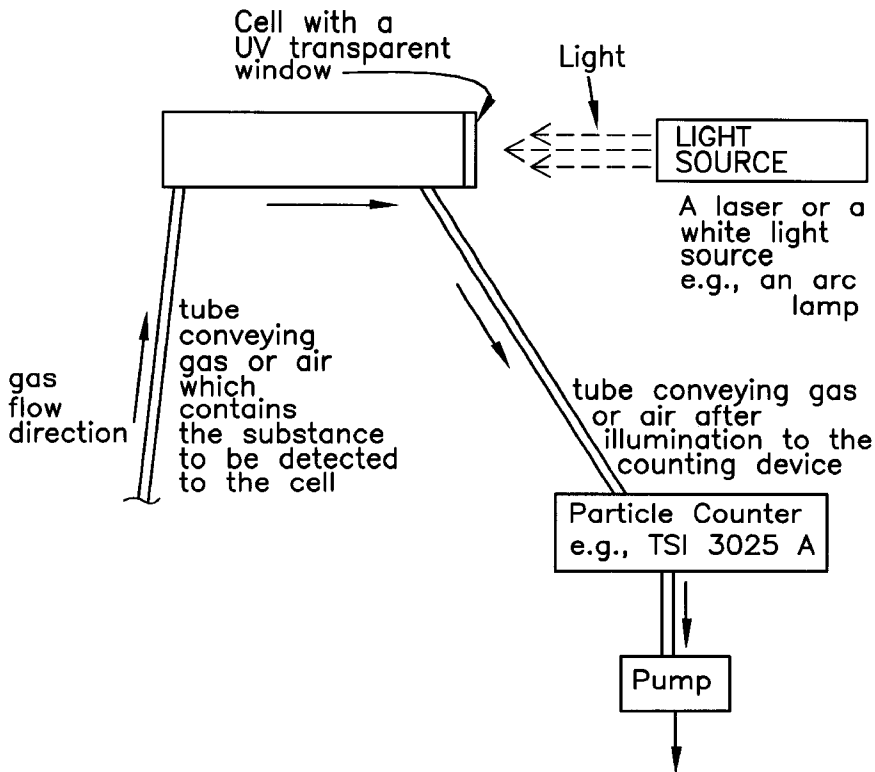 Cell with a
UV transparent
window
Light
LIGHT
SOURCE
A laser or a
white light
source
e.g., an arc
lamp
tube
conveying
gas or air
which
contains
the substance
to be detected
to the cell
gas
flow
direction
tube conveying gas
or air after
illumination to the
counting device
Particle Counter
e.g., TSI 3025 A
Pump